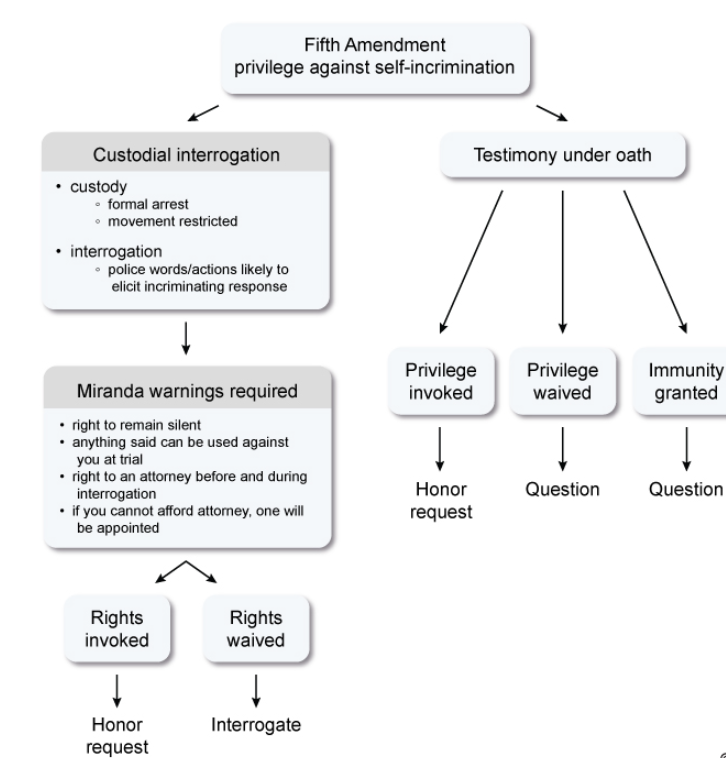 Fifth Amendment
privilege against self-incrimination
Custodial interrogation
• custody
◦ formal arrest
◦ movement restricted
• interrogation
◦ police words/actions likely to
elicit incriminating response
Miranda warnings required
• right to remain silent
• anything said can be used against
you at trial
• right to an attorney before and during
interrogation
• if you cannot afford attorney, one will
be appointed
Rights
invoked
Honor
request
Rights
waived
Interrogate
Testimony under oath
Privilege
invoked
Honor
request
Privilege
waived
Question
Immunity
granted
Question